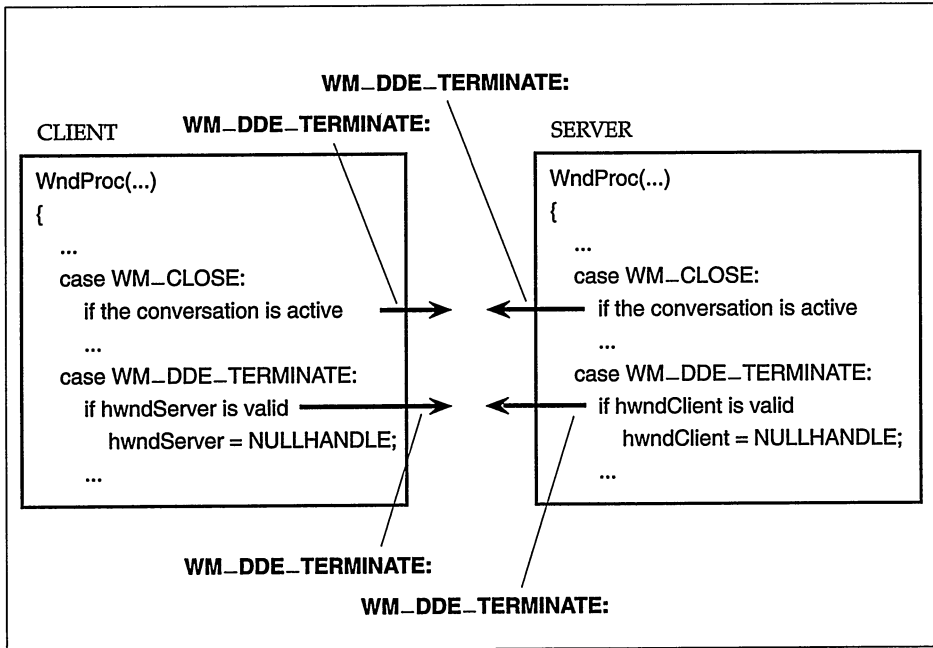 WM_DDE_TERMINATE:
WM_DDE_TERMINATE:
CLIENT
WndProc(...)
{
...
case WM_CLOSE:
if the conversation is active
...
case WM_DDE_TERMINATE:
if hwndServer is valid
hwndServer = NULLHANDLE;
...
SERVER
WndProc(...)
{
...
case WM_CLOSE:
if the conversation is active
...
case WM_DDE_TERMINATE:
if hwndClient is valid
hwndClient = NULLHANDLE;
...
WM_DDE_TERMINATE:
WM_DDE_TERMINATE: